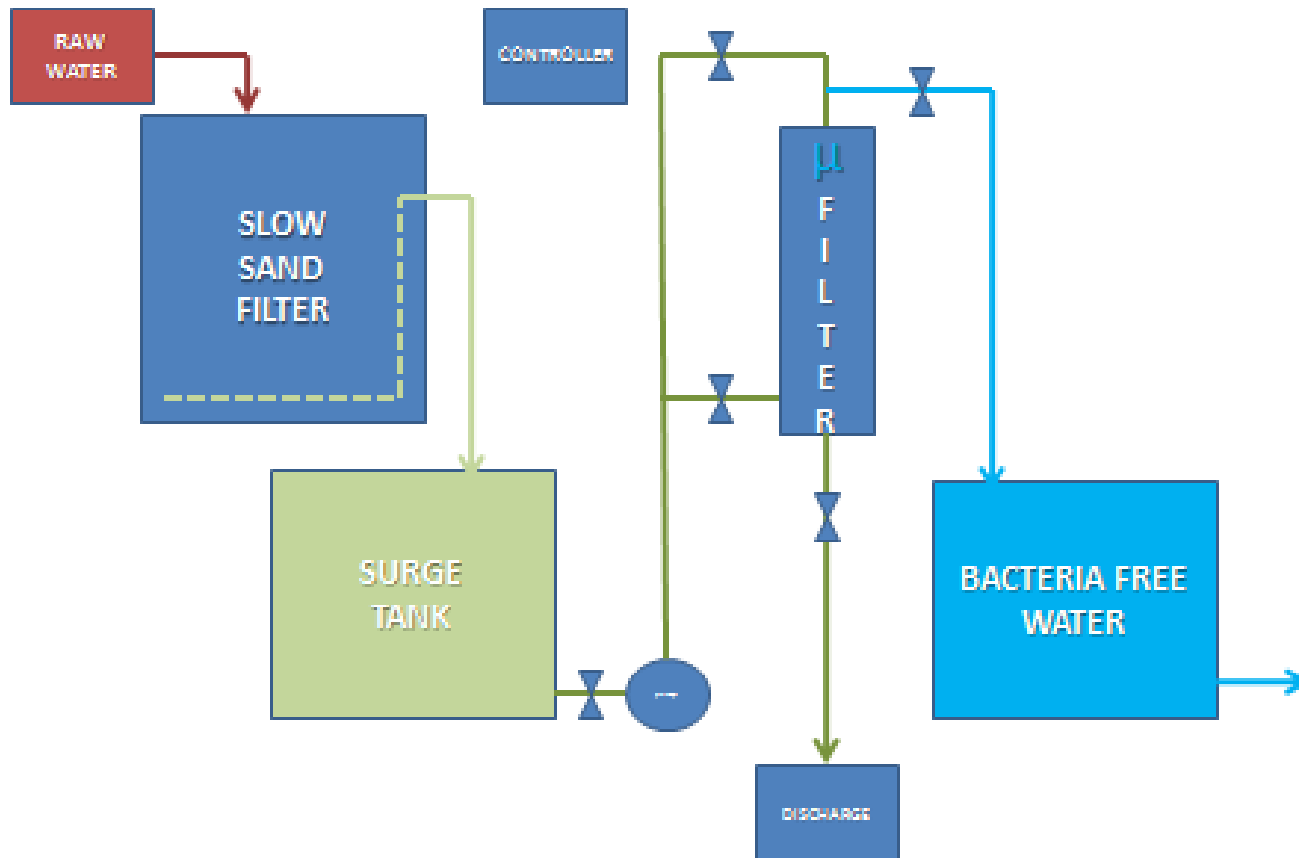 RAW
WATER
CONTROLLER
SLOW
SAND
FILTER
μ
F
I
L
T
E
R
SURGE
TANK
BACTERIA FREE
WATER
DISCHARGE